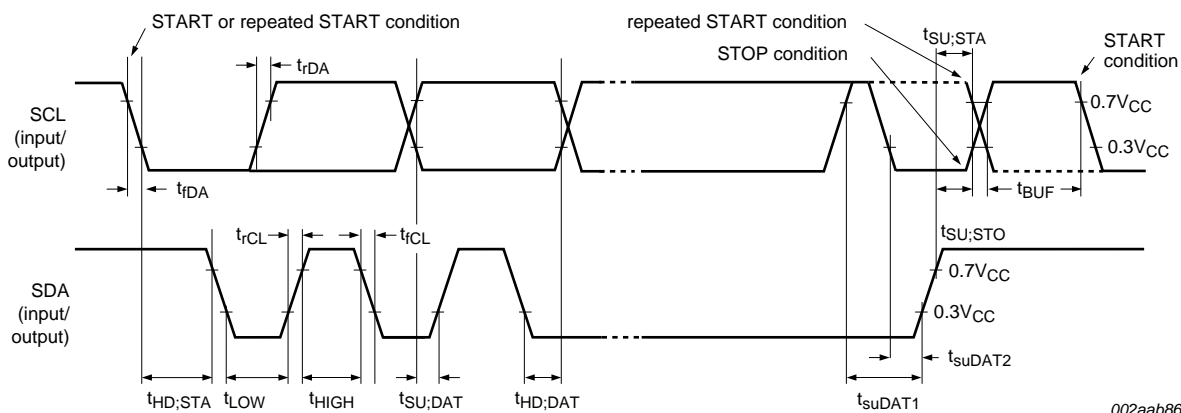 START or repeated START condition
repeated START condition
STOP condition
tSU;STA
START
condition
trDA
SCL
(input/
output)
0.7VCC
0.3VCC
tfDA
tBUF
trCL
tfCL
tSU;STO
SDA
(input/
output)
0.7VCC
0.3VCC
tsuDAT2
tHD;STA
tLOW
tHIGH
tSU;DAT
tHD;DAT
tsuDAT1
002aab86